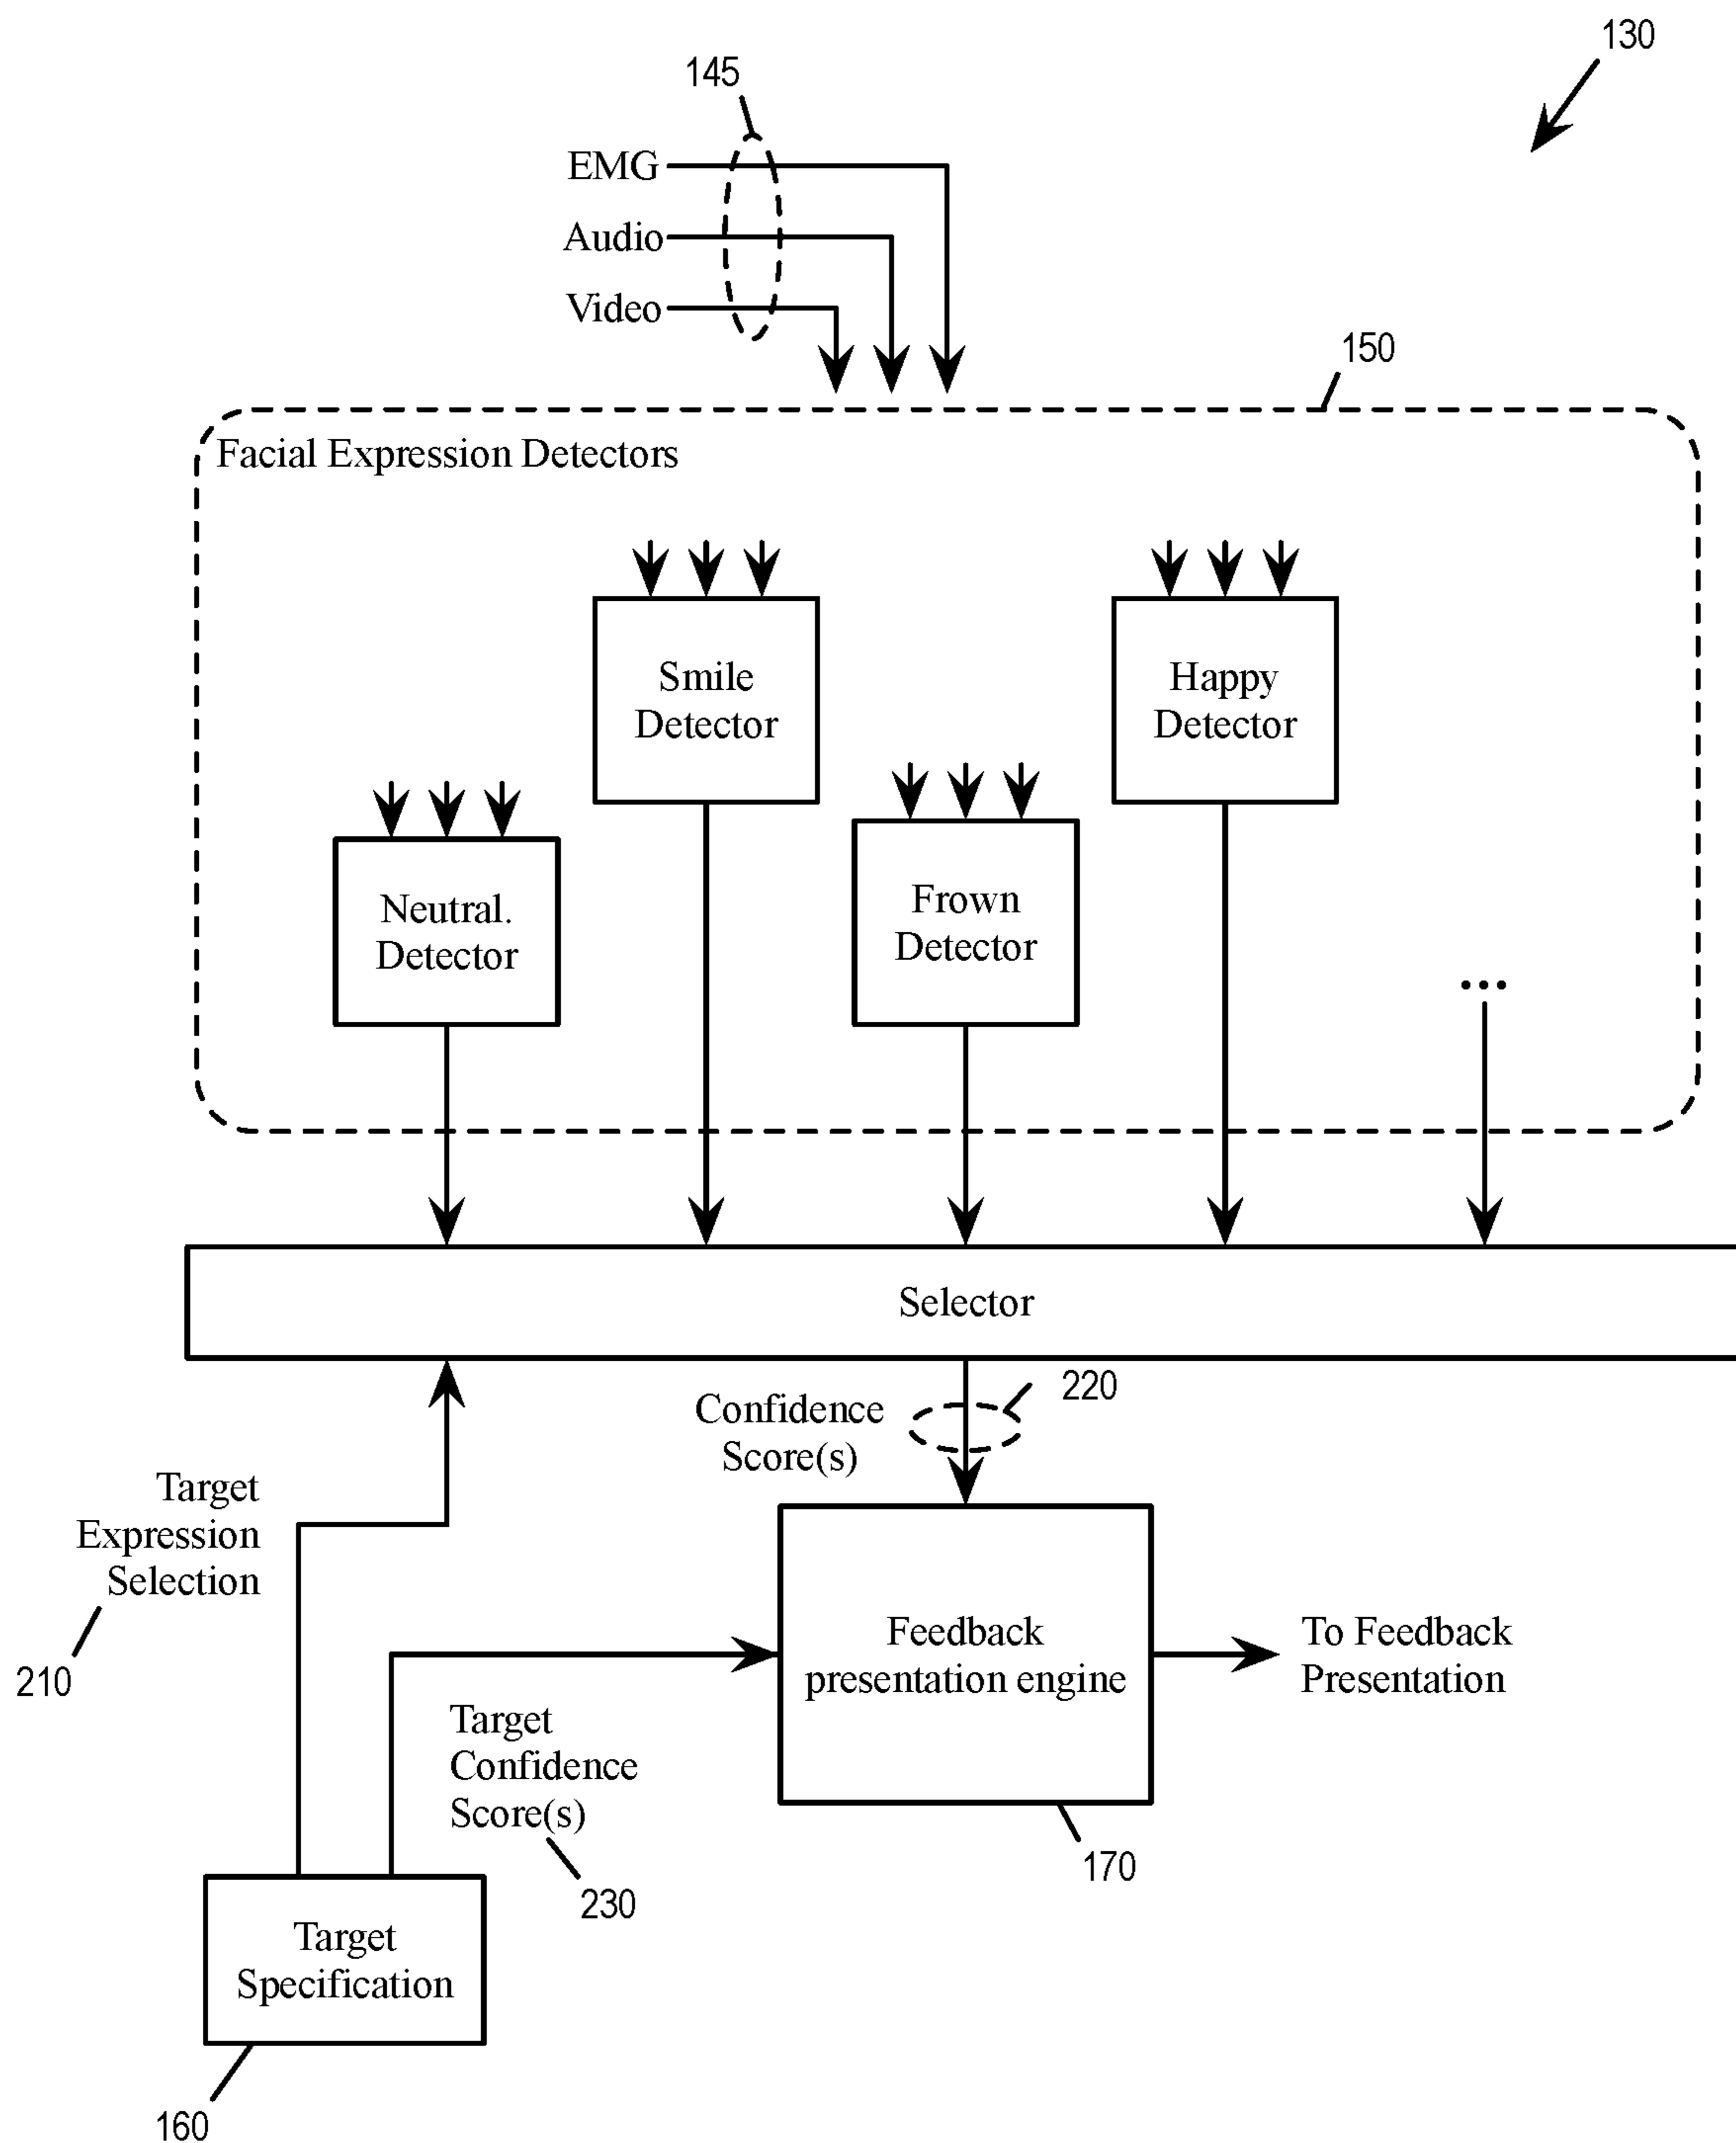 130
145
EMG
Audio
Video
150
Facial Expression Detectors
Smile
Detector
Happy
Detector
Neutral.
Detector
Frown
Detector
...
Selector
220
Confidence
Score(s)
Target
Expression
Selection
210
Feedback
presentation engine
To Feedback
Presentation
Target
Confidence
Score(s)
230
170
Target
Specification
160